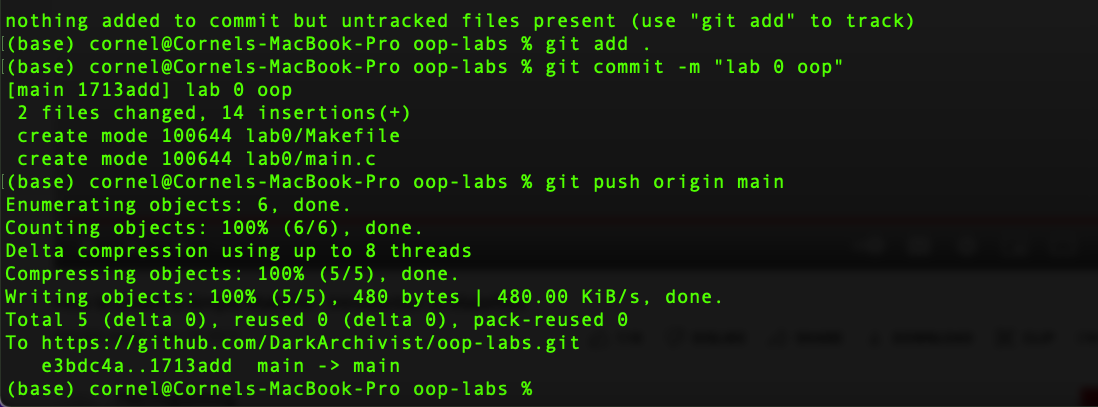 nothing added to commit but untracked files present (use "git add" to track)
(base) cornel@Cornels-MacBook-Pro oop-labs % git add .
(base) cornel@Cornels-MacBook-Pro oop-labs % git commit -m "lab 0 oop"
[main 1713add] lab 0 oop
 2 files changed, 14 insertions(+)
 create mode 100644 lab0/Makefile
 create mode 100644 lab0/main.c
(base) cornel@Cornels-MacBook-Pro oop-labs % git push origin main
Enumerating objects: 6, done.
Counting objects: 100% (6/6), done.
Delta compression using up to 8 threads
Compressing objects: 100% (5/5), done.
Writing objects: 100% (5/5), 480 bytes | 480.00 KiB/s, done.
Total 5 (delta 0), reused 0 (delta 0), pack-reused 0
To https://github.com/DarkArchivist/oop-labs.git
   e3bdc4a..1713add  main -> main
(base) cornel@Cornels-MacBook-Pro oop-labs %